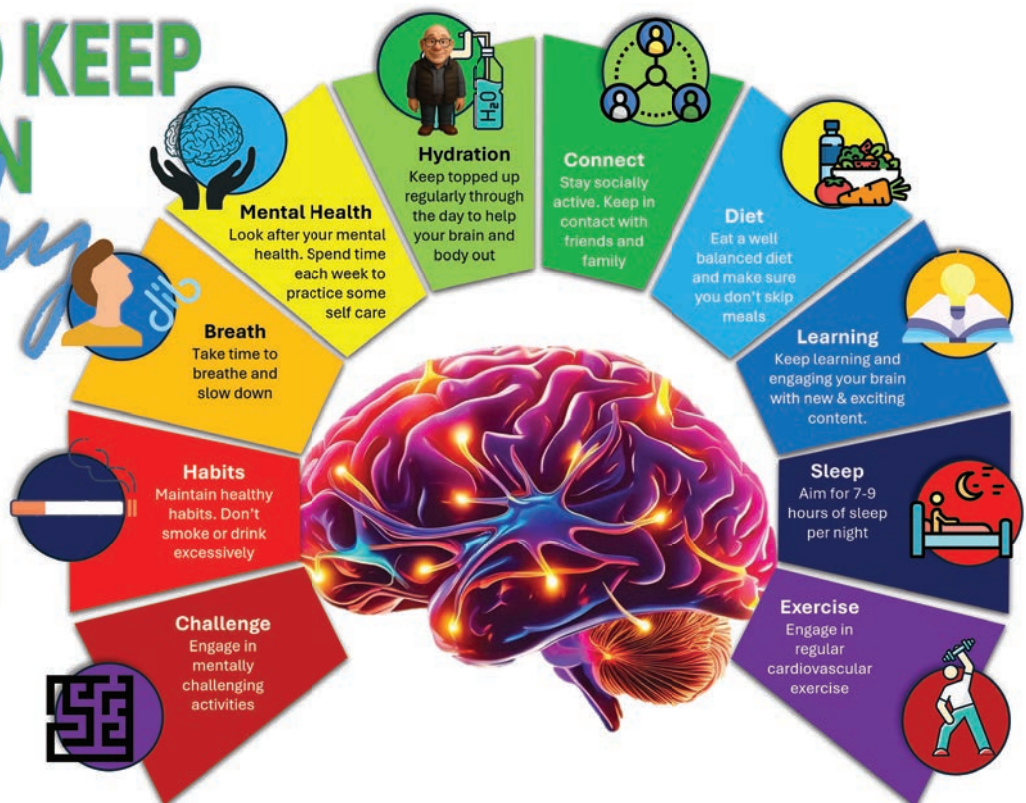 KEEP
Mental Health
Look after your mental
health. Spend time
each week to
practice some
self care
Hydration
Keep topped up
regularly through
the day to help
your brain and
body out
H₂O
Connect
Stay socially
active. Keep in
contact with
friends and
family
Diet
Eat a well
balanced diet
and make sure
you don't skip
meals
Breath
Take time to
breathe and
slow down
Learning
Keep learning and
engaging your brain
with new & exciting
content.
Habits
Maintain healthy
habits. Don't
smoke or drink
excessively
Sleep
Aim for 7-9
hours of sleep
per night
Challenge
Engage in
mentally
challenging
activities
Exercise
Engage in
regular
cardiovascular
exercise